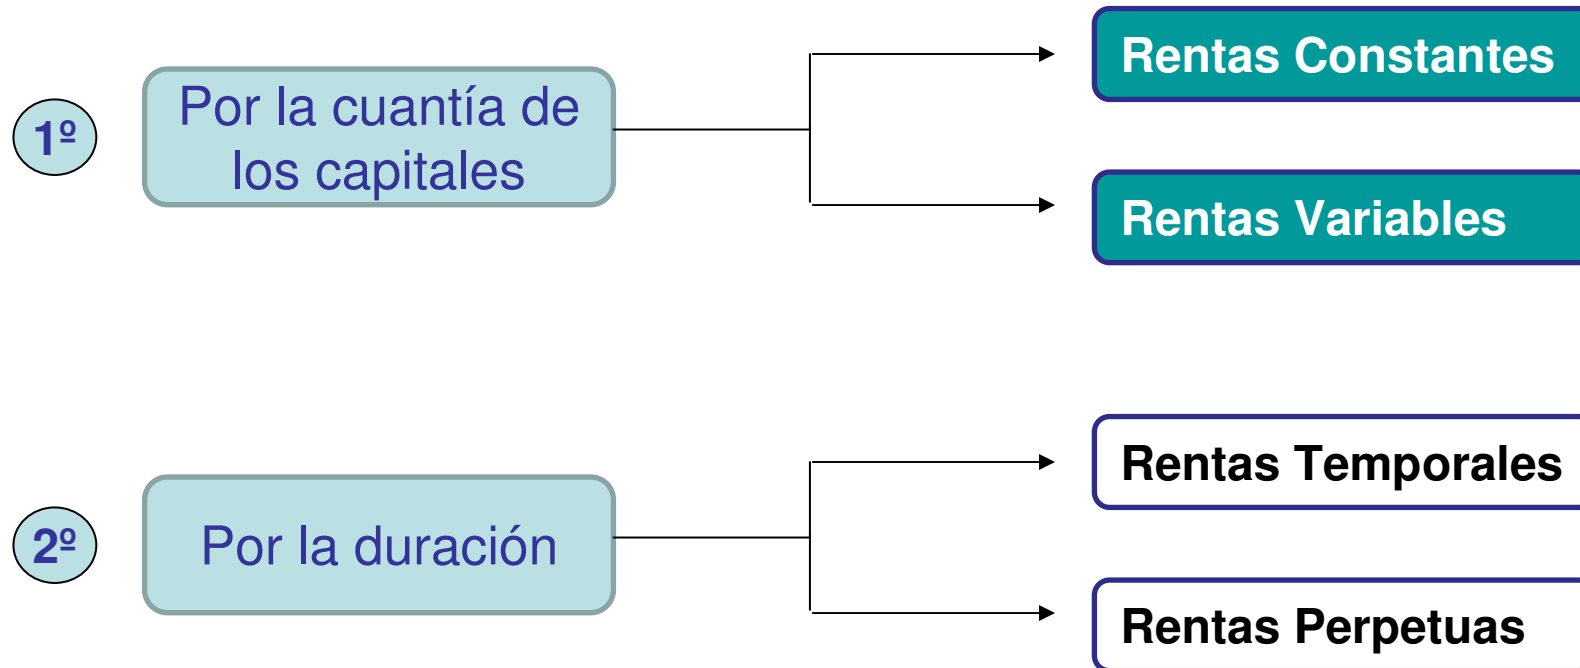 1º
Por la cuantía de
los capitales
Rentas Constantes
Rentas Variables
2º
Por la duración
Rentas Temporales
Rentas Perpetuas